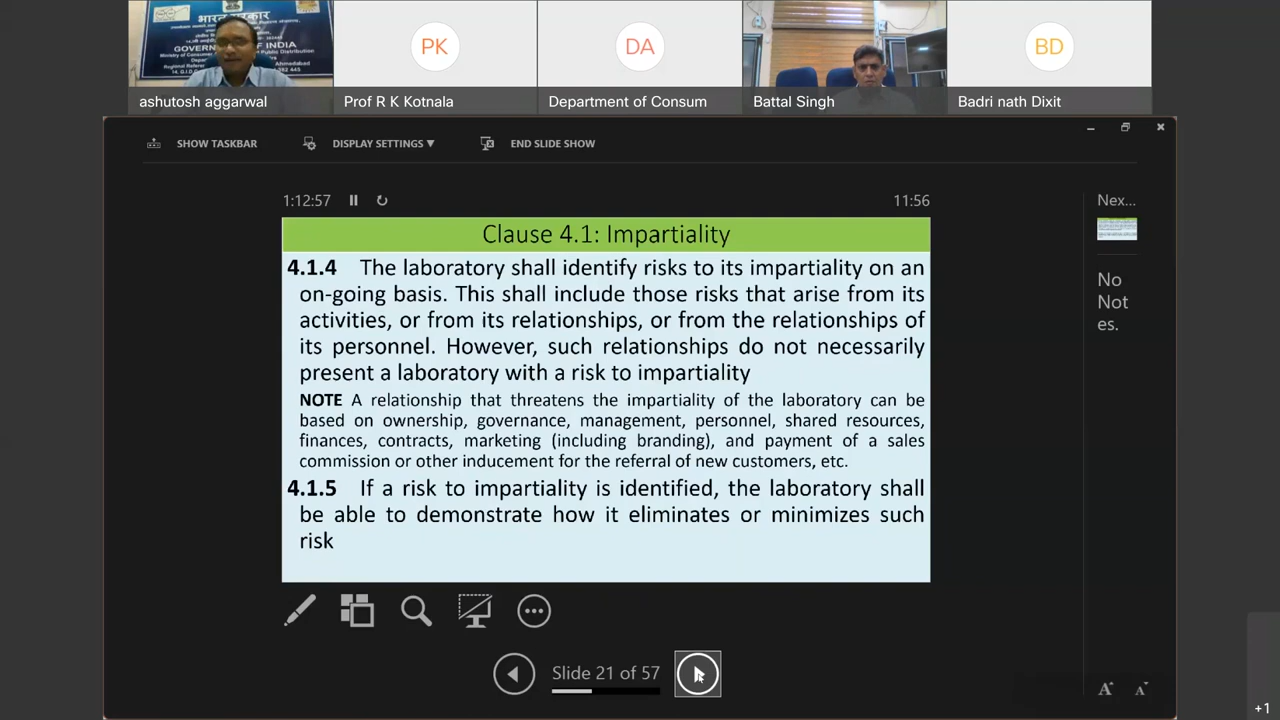 भारत सरकार
GOVERNMENT OF INDIA
PK
DA
BD
ashutosh aggarwal
Prof R K Kotnala
Department of Consum
Battal Singh
Badri nath Dixit
SHOW TASKBAR
DISPLAY SETTINGS ▼
END SLIDE SHOW
1:12:57
11:56
Nex...
Clause 4.1: Impartiality
4.1.4 The laboratory shall identify risks to its impartiality on an
on-going basis. This shall include those risks that arise from its
activities, or from its relationships, or from the relationships of
its personnel. However, such relationships do not necessarily
present a laboratory with a risk to impartiality
NOTE A relationship that threatens the impartiality of the laboratory can be
based on ownership, governance, management, personnel, shared resources,
finances, contracts, marketing (including branding), and payment of a sales
commission or other inducement for the referral of new customers, etc.
4.1.5 If a risk to impartiality is identified, the laboratory shall
be able to demonstrate how it eliminates or minimizes such
risk
No
Not
es.
Slide 21 of 57
A A
+1